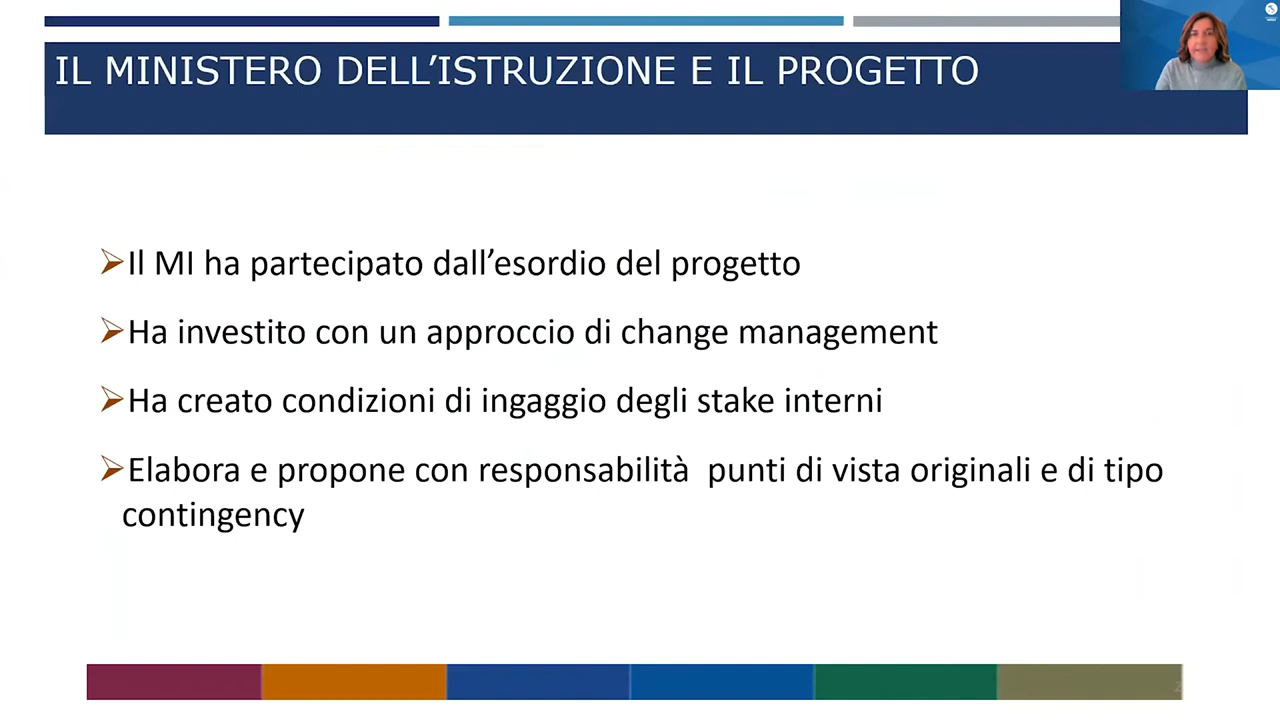 IL MINISTERO DELL’ISTRUZIONE E IL PROGETTO
Il MI ha partecipato dall’esordio del progetto
Ha investito con un approccio di change management
Ha creato condizioni di ingaggio degli stake interni
Elabora e propone con responsabilità punti di vista originali e di tipo
contingency